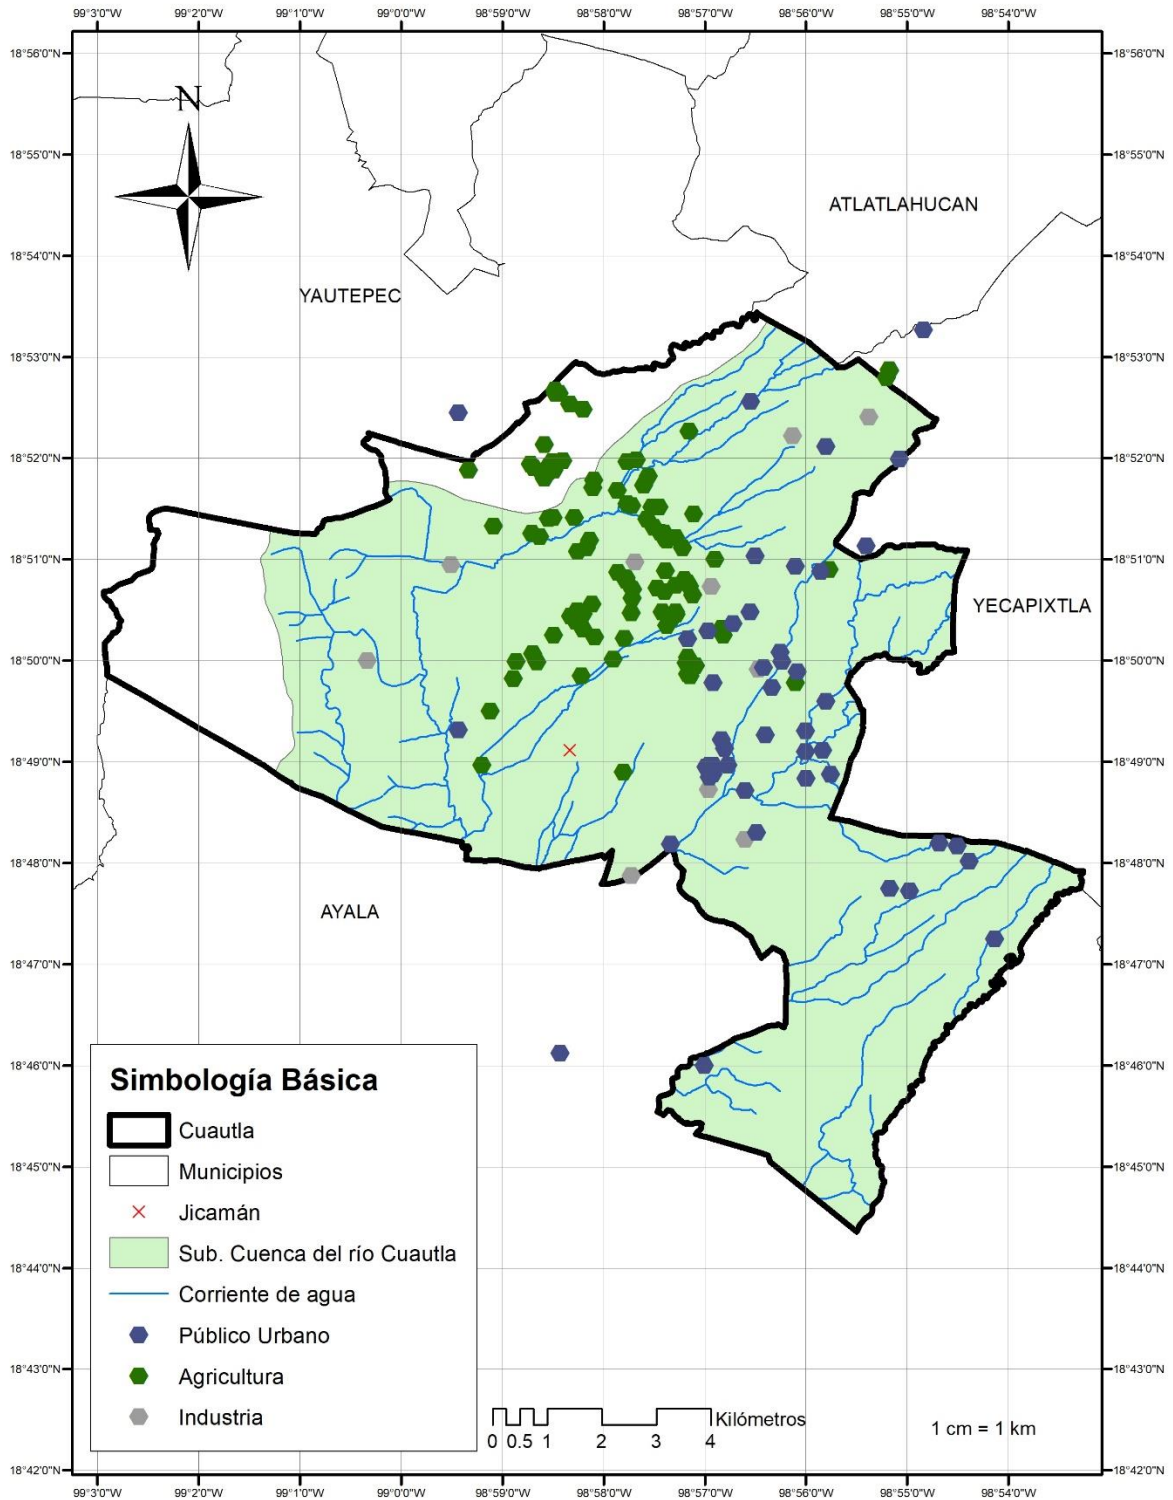 99°3'0"W 99°2'0"W 99°1'0"W 99°0'0"W 98°59'0"W 98°58'0"W 98°57'0"W 98°56'0"W 98°55'0"W 98°54'0"W
18°56'0"N 18°56'0"N
N
18°55'0"N 18°55'0"N
ATLATLAHUCAN
18°54'0"N 18°54'0"N
YAUTEPEC
18°53'0"N 18°53'0"N
18°52'0"N 18°52'0"N
18°51'0"N 18°51'0"N
YECAPIXTLA
18°50'0"N 18°50'0"N
18°49'0"N 18°49'0"N
18°48'0"N 18°48'0"N
AYALA
18°47'0"N 18°47'0"N
18°46'0"N 18°46'0"N
Simbología Básica
Cuautla
18°45'0"N 18°45'0"N
Municipios
Jicamán
Sub. Cuenca del río Cuautla
18°44'0"N 18°44'0"N
Corriente de agua
Público Urbano
18°43'0"N 18°43'0"N
Agricultura
Industria
Kilómetros
0 0.5 1 2 3 4
1 cm = 1 km
18°42'0"N 18°42'0"N
99°3'0"W 99°2'0"W 99°1'0"W 99°0'0"W 98°59'0"W 98°58'0"W 98°57'0"W 98°56'0"W 98°55'0"W 98°54'0"W